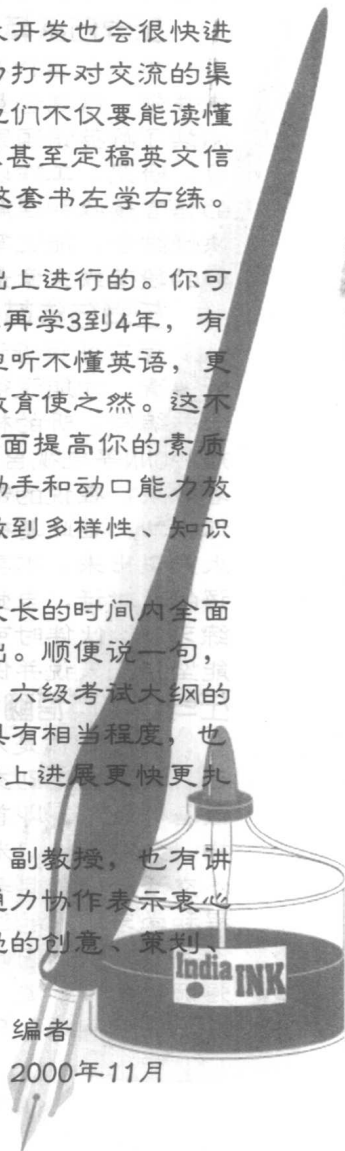 开发也会很快进
打开对交流的渠
们不仅要能读懂
甚至定稿英文信
这套书左学右练。
础上进行的。你可
再学3到4年，有
听不懂英语，更
教育使之然。这不
面提高你的素质
动手和动口能力放
做到多样性、知识
太长的时间内全面
出。顺便说一句，
六级考试大纲的
具有相当程度，也
上进展更快更扎
副教授，也有讲
通力协作表示衷心
的创意、策划、
India INK
编者
2000年11月